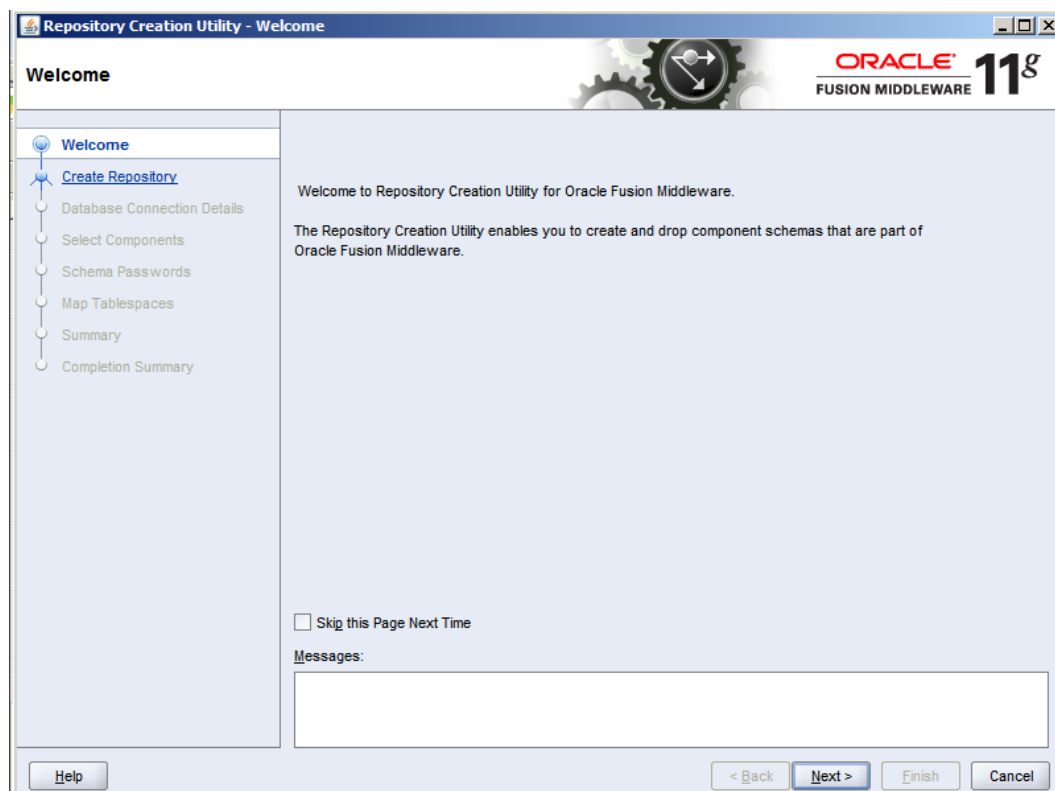 Repository Creation Utility - Welcome
Welcome
ORACLE
FUSION MIDDLEWARE
11g
Welcome
Create Repository
Database Connection Details
Select Components
Schema Passwords
Map Tablespaces
Summary
Completion Summary
Welcome to Repository Creation Utility for Oracle Fusion Middleware.
The Repository Creation Utility enables you to create and drop component schemas that are part of
Oracle Fusion Middleware.
Skip this Page Next Time
Messages:
Help
< Back
Next >
Finish
Cancel